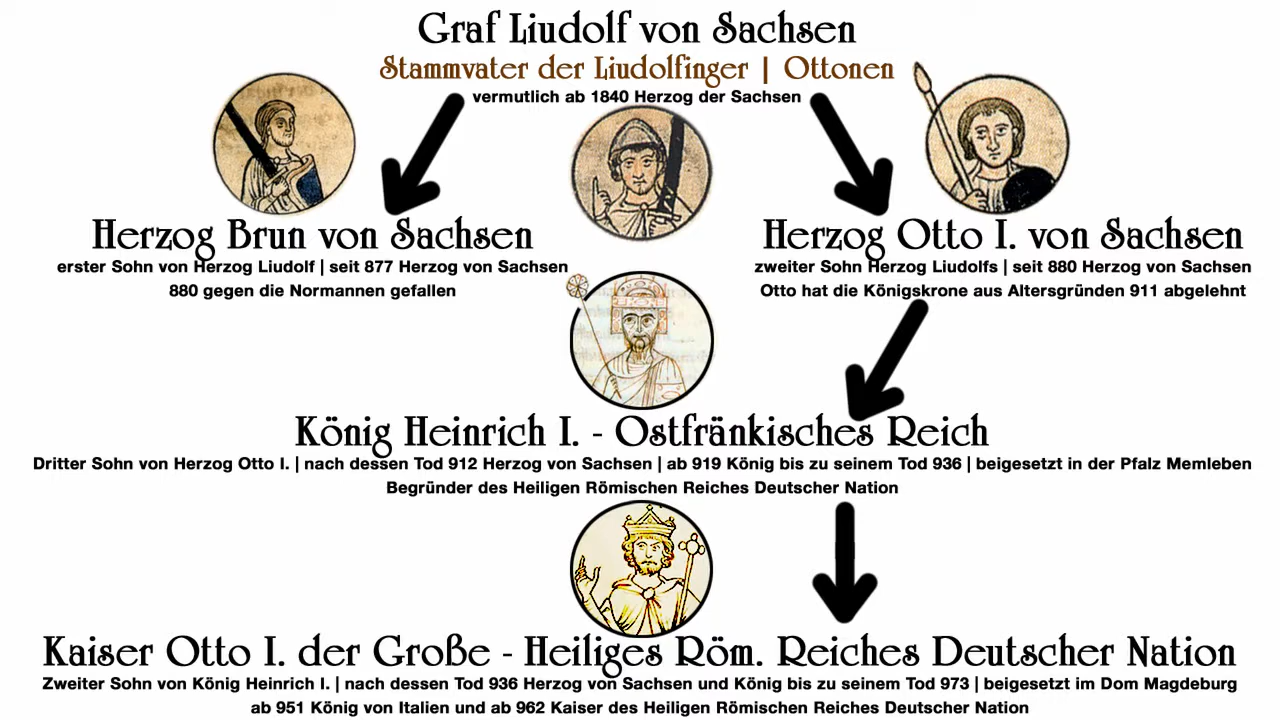 Graf Liudolf von Sachsen
Stammvater der Liudolfinger | Ottonen
vermutlich ab 1840 Herzog der Sachsen
Herzog Brun von Sachsen
erster Sohn von Herzog Liudolf | seit 877 Herzog von Sachsen
880 gegen die Normannen gefallen
Herzog Otto I. von Sachsen
zweiter Sohn Herzog Liudolfs | seit 880 Herzog von Sachsen
Otto hat die Königskrone aus Altersgründen 911 abgelehnt
König Heinrich I. - Ostfränkisches Reich
Dritter Sohn von Herzog Otto I. | nach dessen Tod 912 Herzog von Sachsen | ab 919 König bis zu seinem Tod 936 | beigesetzt in der Pfalz Memleben
Begründer des Heiligen Römischen Reiches Deutscher Nation
Kaiser Otto I. der Große - Heiliges Röm. Reiches Deutscher Nation
Zweiter Sohn von König Heinrich I. | nach dessen Tod 936 Herzog von Sachsen und König bis zu seinem Tod 973 | beigesetzt im Dom Magdeburg
ab 951 König von Italien und ab 962 Kaiser des Heiligen Römischen Reiches Deutscher Nation